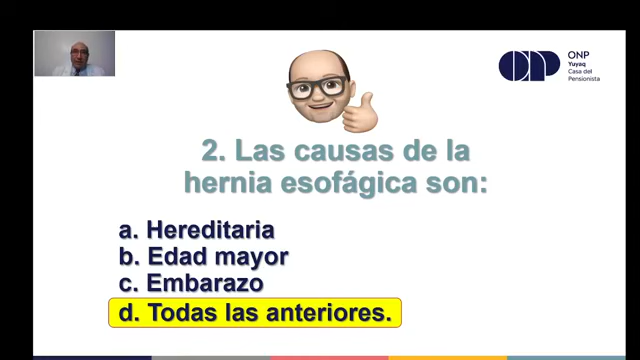 ONP
ONP
Yuyaq
Casa del
Pensionista
2. Las causas de la
hernia esofágica son:
a. Hereditaria
b. Edad mayor
c. Embarazo
d. Todas las anteriores.